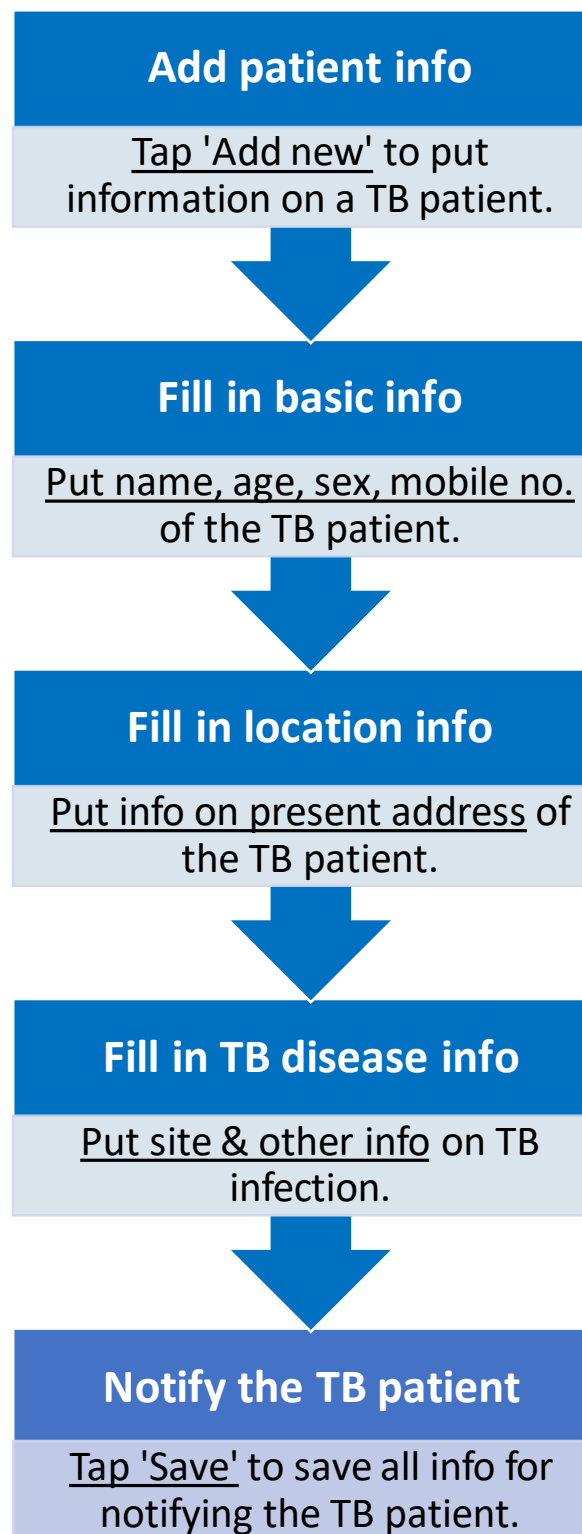 Add patient info
Tap 'Add new' to put
information on a TB patient.
Fill in basic info
Put name, age, sex, mobile no.
of the TB patient.
Fill in location info
Put info on present address of
the TB patient.
Fill in TB disease info
Put site & other info on TB
infection.
Notify the TB patient
Tap 'Save' to save all info for
notifying the TB patient.